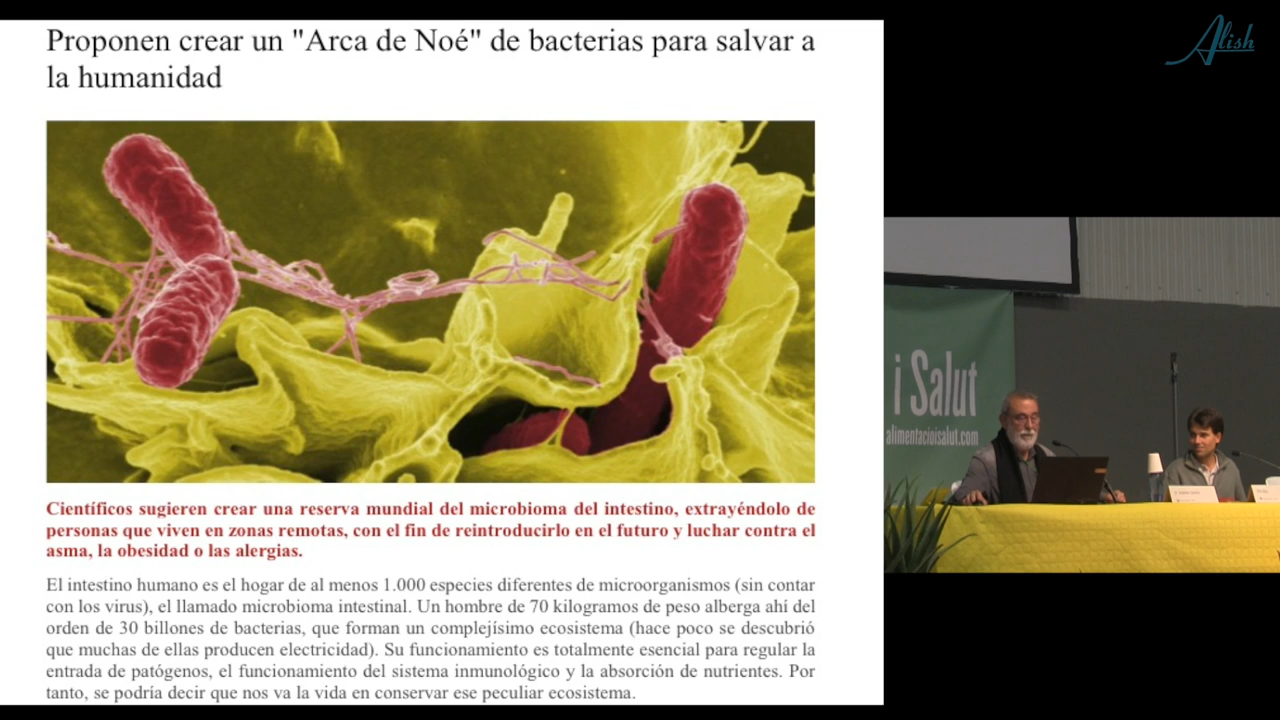 Proponen crear un "Arca de Noé" de bacterias para salvar a
la humanidad
Científicos sugieren crear una reserva mundial del microbioma del intestino, extrayéndolo de
personas que viven en zonas remotas, con el fin de reintroducirlo en el futuro y luchar contra el
asma, la obesidad o las alergias.
El intestino humano es el hogar de al menos 1.000 especies diferentes de microorganismos (sin contar
con los virus), el llamado microbioma intestinal. Un hombre de 70 kilogramos de peso alberga ahí del
orden de 30 billones de bacterias, que forman un complejísimo ecosistema (hace poco se descubrió
que muchas de ellas producen electricidad). Su funcionamiento es totalmente esencial para regular la
entrada de patógenos, el funcionamiento del sistema inmunológico y la absorción de nutrientes. Por
tanto, se podría decir que nos va la vida en conservar ese peculiar ecosistema.
Alish
i Salut
alimentacioisalut.com